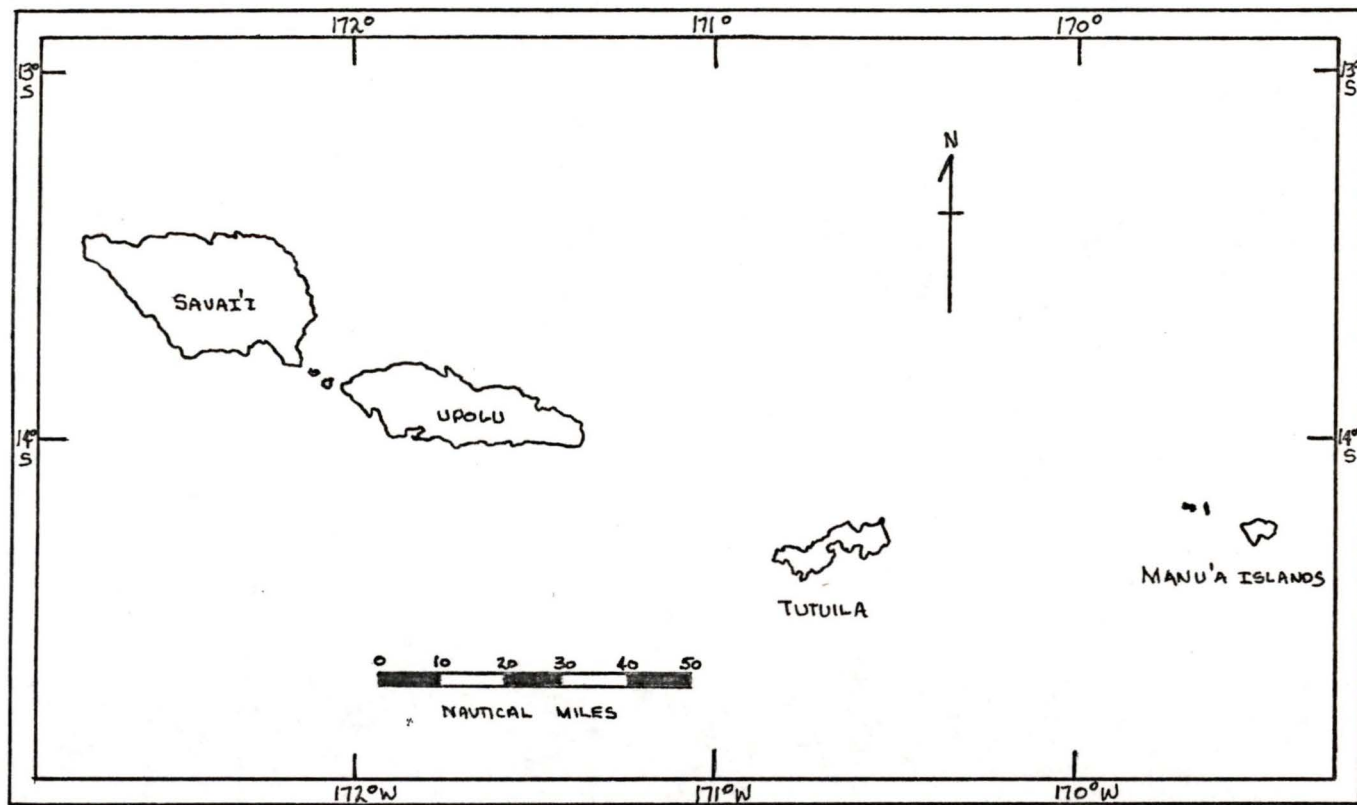 172° 171° 170°
13° 13°
S S
N
SAVAI'I
UPOLU
14° 14°
S S
MANU'A ISLANDS
TUTUILA
0 10 20 30 40 50
NAUTICAL MILES
172°W 171°W 170°W